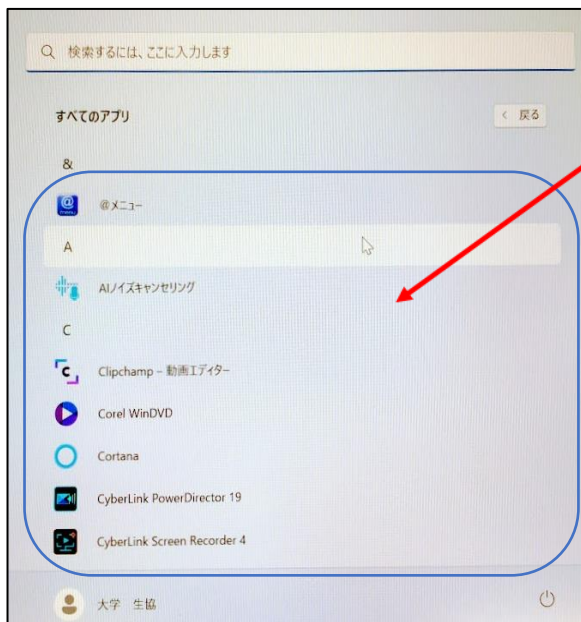 検索するには、ここに入力します
すべてのアプリ
< 戻る
&
@メニュー
A
AIノイズキャンセリング
C
Clipchamp – 動画エディター
Corel WinDVD
Cortana
CyberLink PowerDirector 19
CyberLink Screen Recorder 4
大学 生協